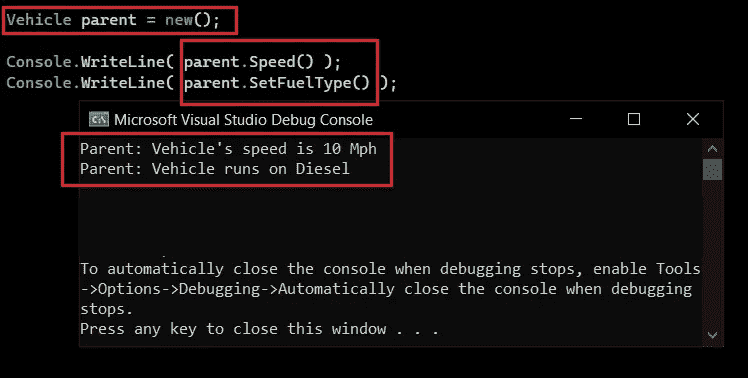 Vehicle parent = new();
Console.WriteLine( parent.Speed() );
Console.WriteLine( parent.SetFuelType() );
Microsoft Visual Studio Debug Console
Parent: Vehicle's speed is 10 Mph
Parent: Vehicle runs on Diesel
To automatically close the console when debugging stops, enable Tools
->Options->Debugging->Automatically close the console when debugging
stops.
Press any key to close this window . . .